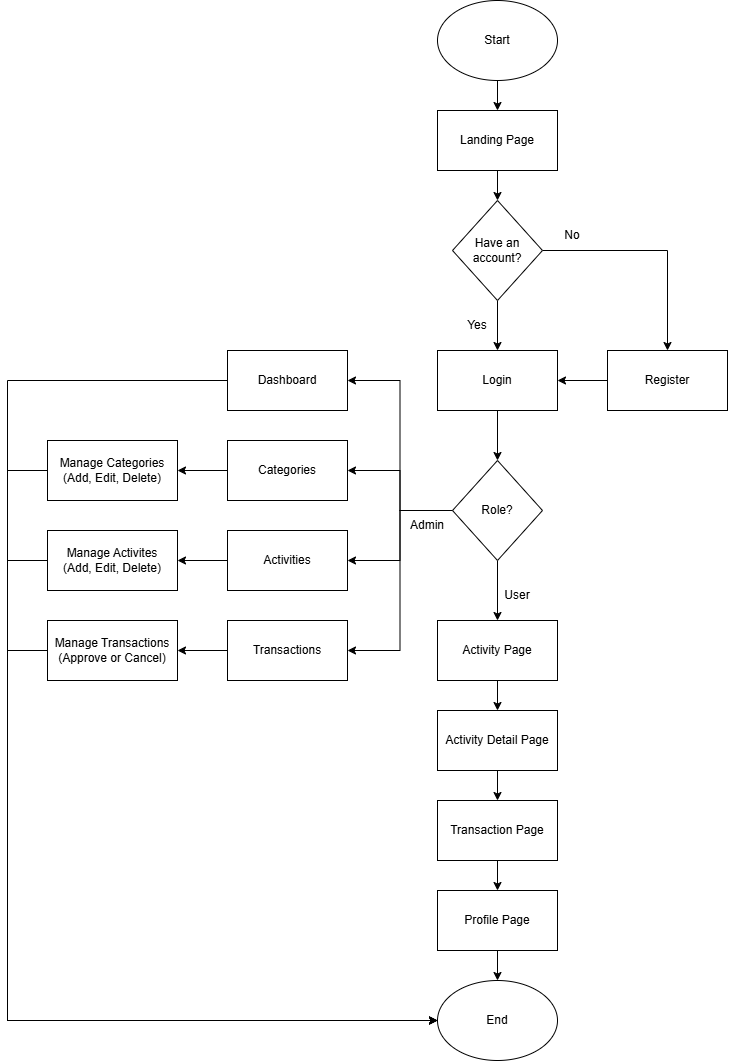 Start
Landing Page
Have an
account?
No
Yes
Dashboard
Login
Register
Manage Categories
(Add, Edit, Delete)
Categories
Role?
Admin
Manage Activites
(Add, Edit, Delete)
Activities
User
Manage Transactions
(Approve or Cancel)
Transactions
Activity Page
Activity Detail Page
Transaction Page
Profile Page
End